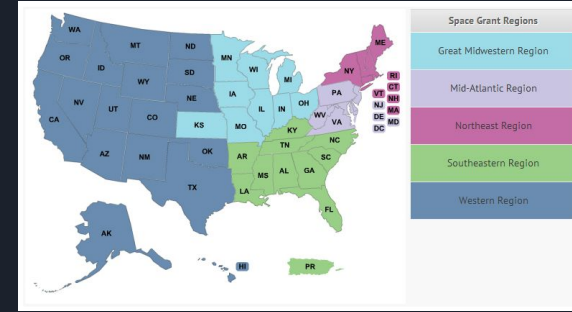 Space Grant Regions
Great Midwestern Region
Mid-Atlantic Region
Northeast Region
Southeastern Region
Western Region
WA
MT
ND
MN
ME
OR
ID
SD
WI
MI
NY
WY
RI
NV
NE
IA
PA
VT
CT
UT
CO
IL
IN
OH
NJ
NH
CA
KS
MO
WV
VA
DE
MA
KY
DC
MD
AZ
NM
OK
AR
TN
NC
MS
AL
GA
SC
TX
LA
FL
AK
HI
PR